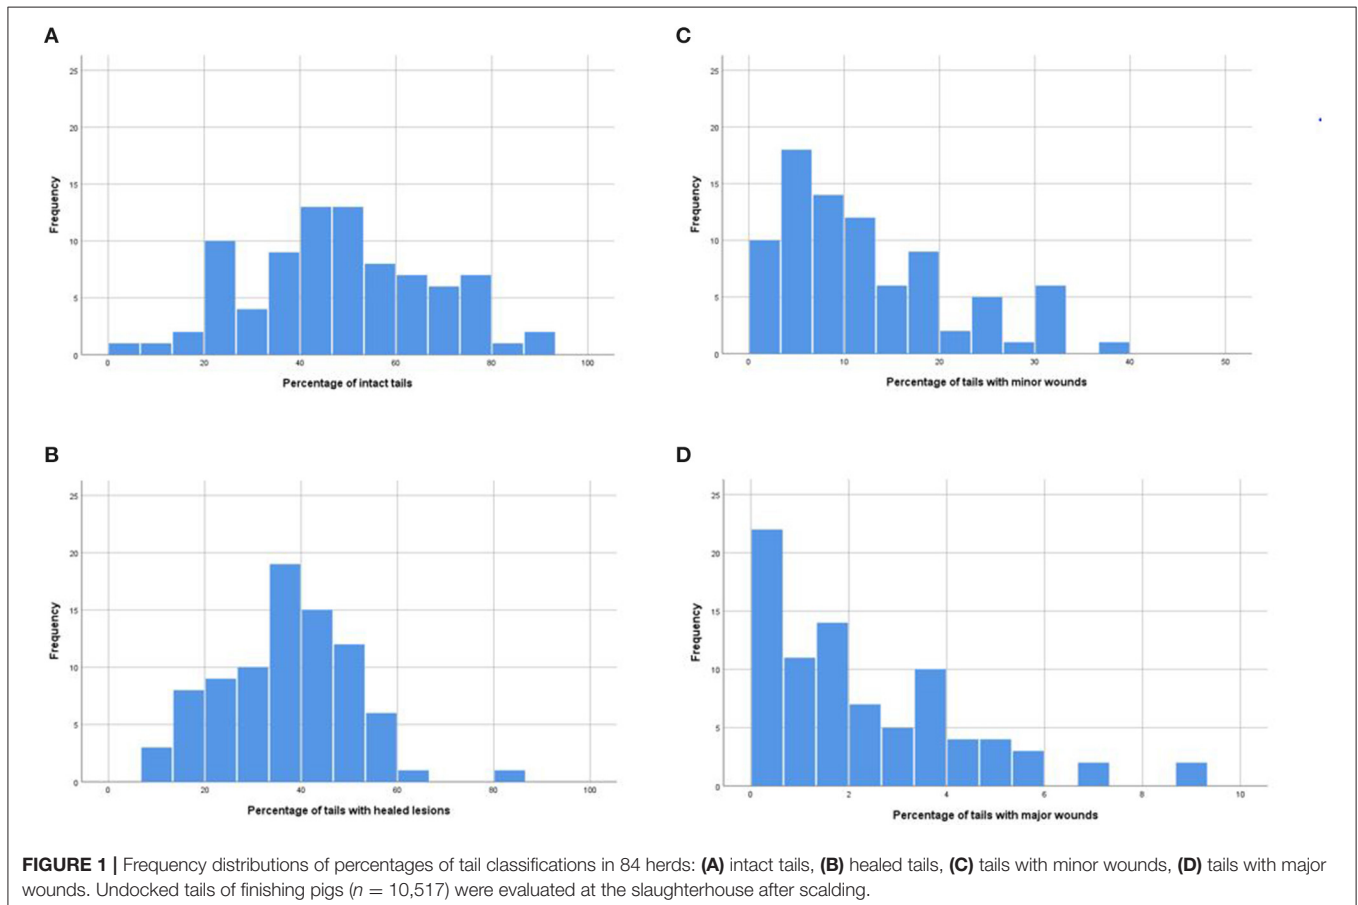 A
25
20
15
10
5
0
Frequency
0 20 40 60 80 100
Percentage of intact tails
B
25
20
15
10
5
0
Frequency
0 20 40 60 80 100
Percentage of tails with healed lesions
C
25
20
15
10
5
0
Frequency
0 10 20 30 40 50
Percentage of tails with minor wounds
D
25
20
15
10
5
0
Frequency
0 2 4 6 8 10
Percentage of tails with major wounds
FIGURE 1 | Frequency distributions of percentages of tail classifications in 84 herds: (A) intact tails, (B) healed tails, (C) tails with minor wounds, (D) tails with major
wounds. Undocked tails of finishing pigs (n = 10,517) were evaluated at the slaughterhouse after scalding.